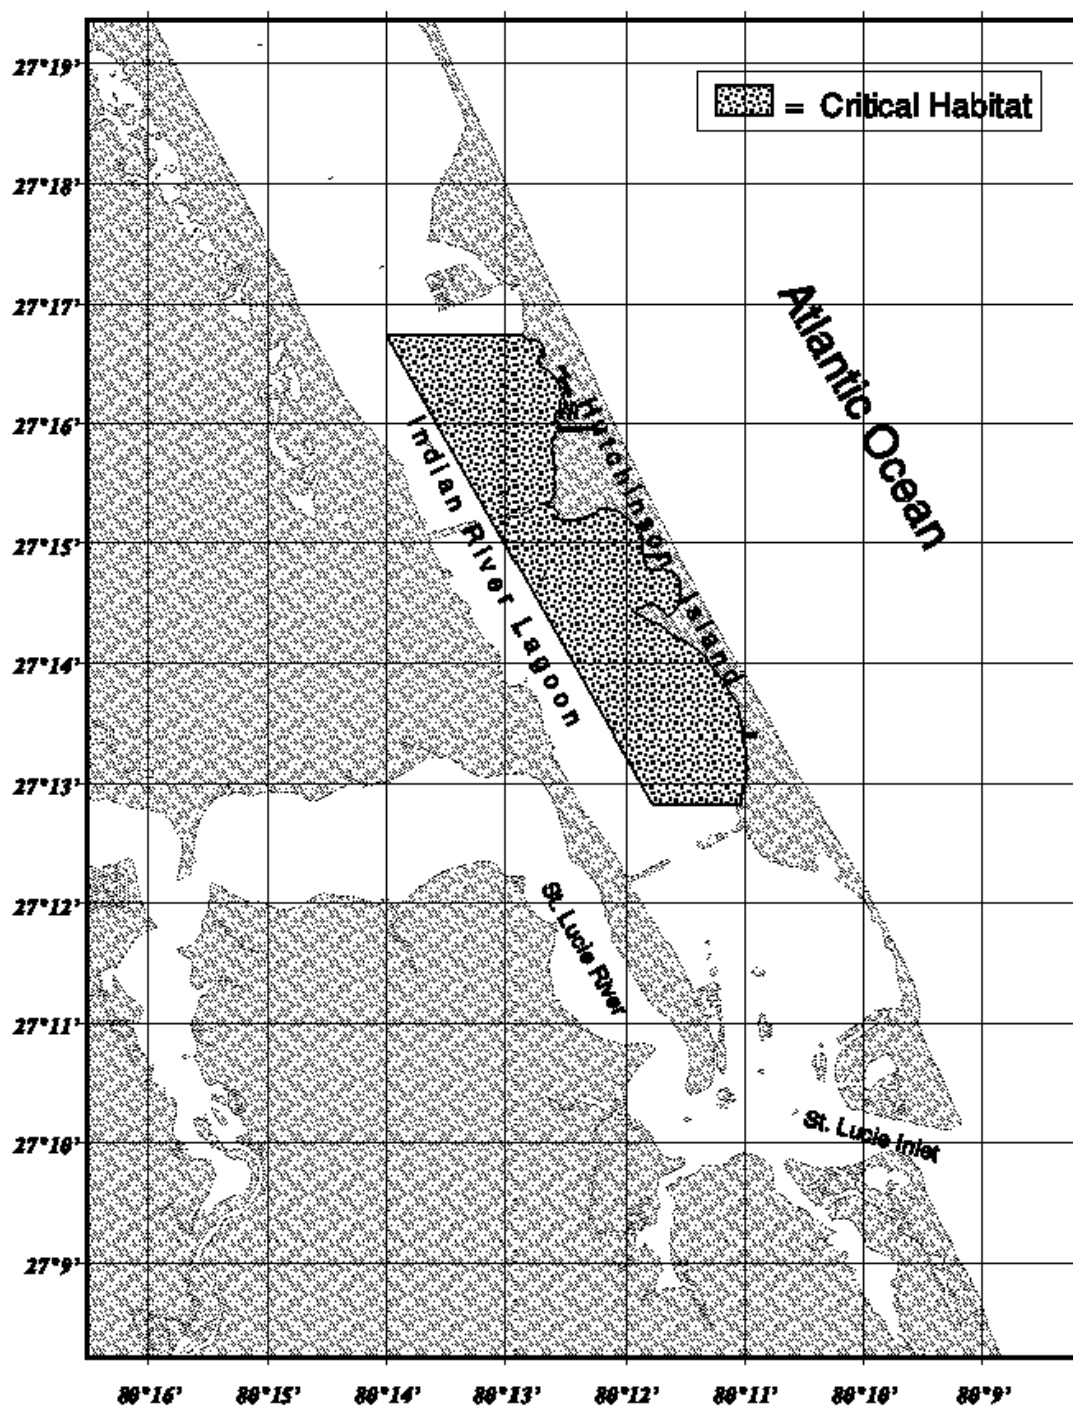 27°19'
= Critical Habitat
27°18'
27°17'
Atlantic Ocean
27°16'
Hutchinson Island
Indian River Lagoon
27°15'
27°14'
27°13'
27°12'
St. Lucie River
27°11'
St. Lucie Inlet
27°10'
27°9'
80°16' 80°15' 80°14' 80°13' 80°12' 80°11' 80°10' 80°9'